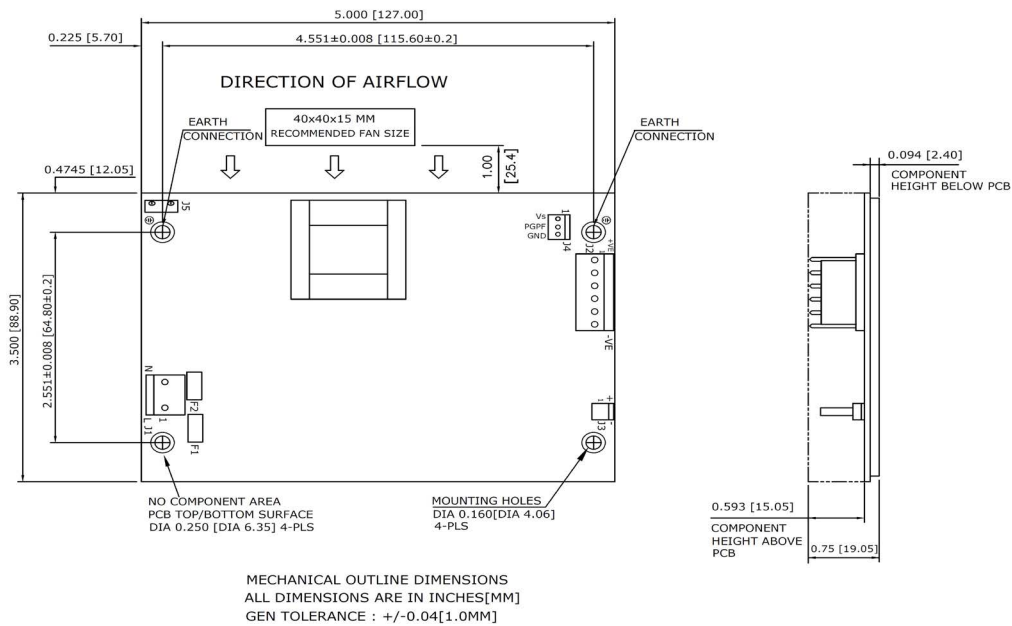 5.000 [127.00]
0.225 [5.70]
4.551±0.008 [115.60±0.2]
DIRECTION OF AIRFLOW
40x40x15 MM
RECOMMENDED FAN SIZE
EARTH
CONNECTION
EARTH
CONNECTION
1.00
[25.4]
0.4745 [12.05]
0.094 [2.40]
COMPONENT
HEIGHT BELOW PCB
J5
Vs
PGPF
GND
1
J4
J2
1
+VE
-VE
3.500 [88.90]
2.551±0.008 [64.80±0.2]
N
L
J1
1
F2
F1
+
1
-
J3
NO COMPONENT AREA
PCB TOP/BOTTOM SURFACE
DIA 0.250 [DIA 6.35] 4-PLS
MOUNTING HOLES
DIA 0.160[DIA 4.06]
4-PLS
0.593 [15.05]
COMPONENT
HEIGHT ABOVE
PCB
0.75 [19.05]
MECHANICAL OUTLINE DIMENSIONS
ALL DIMENSIONS ARE IN INCHES[MM]
GEN TOLERANCE : +/-0.04[1.0MM]